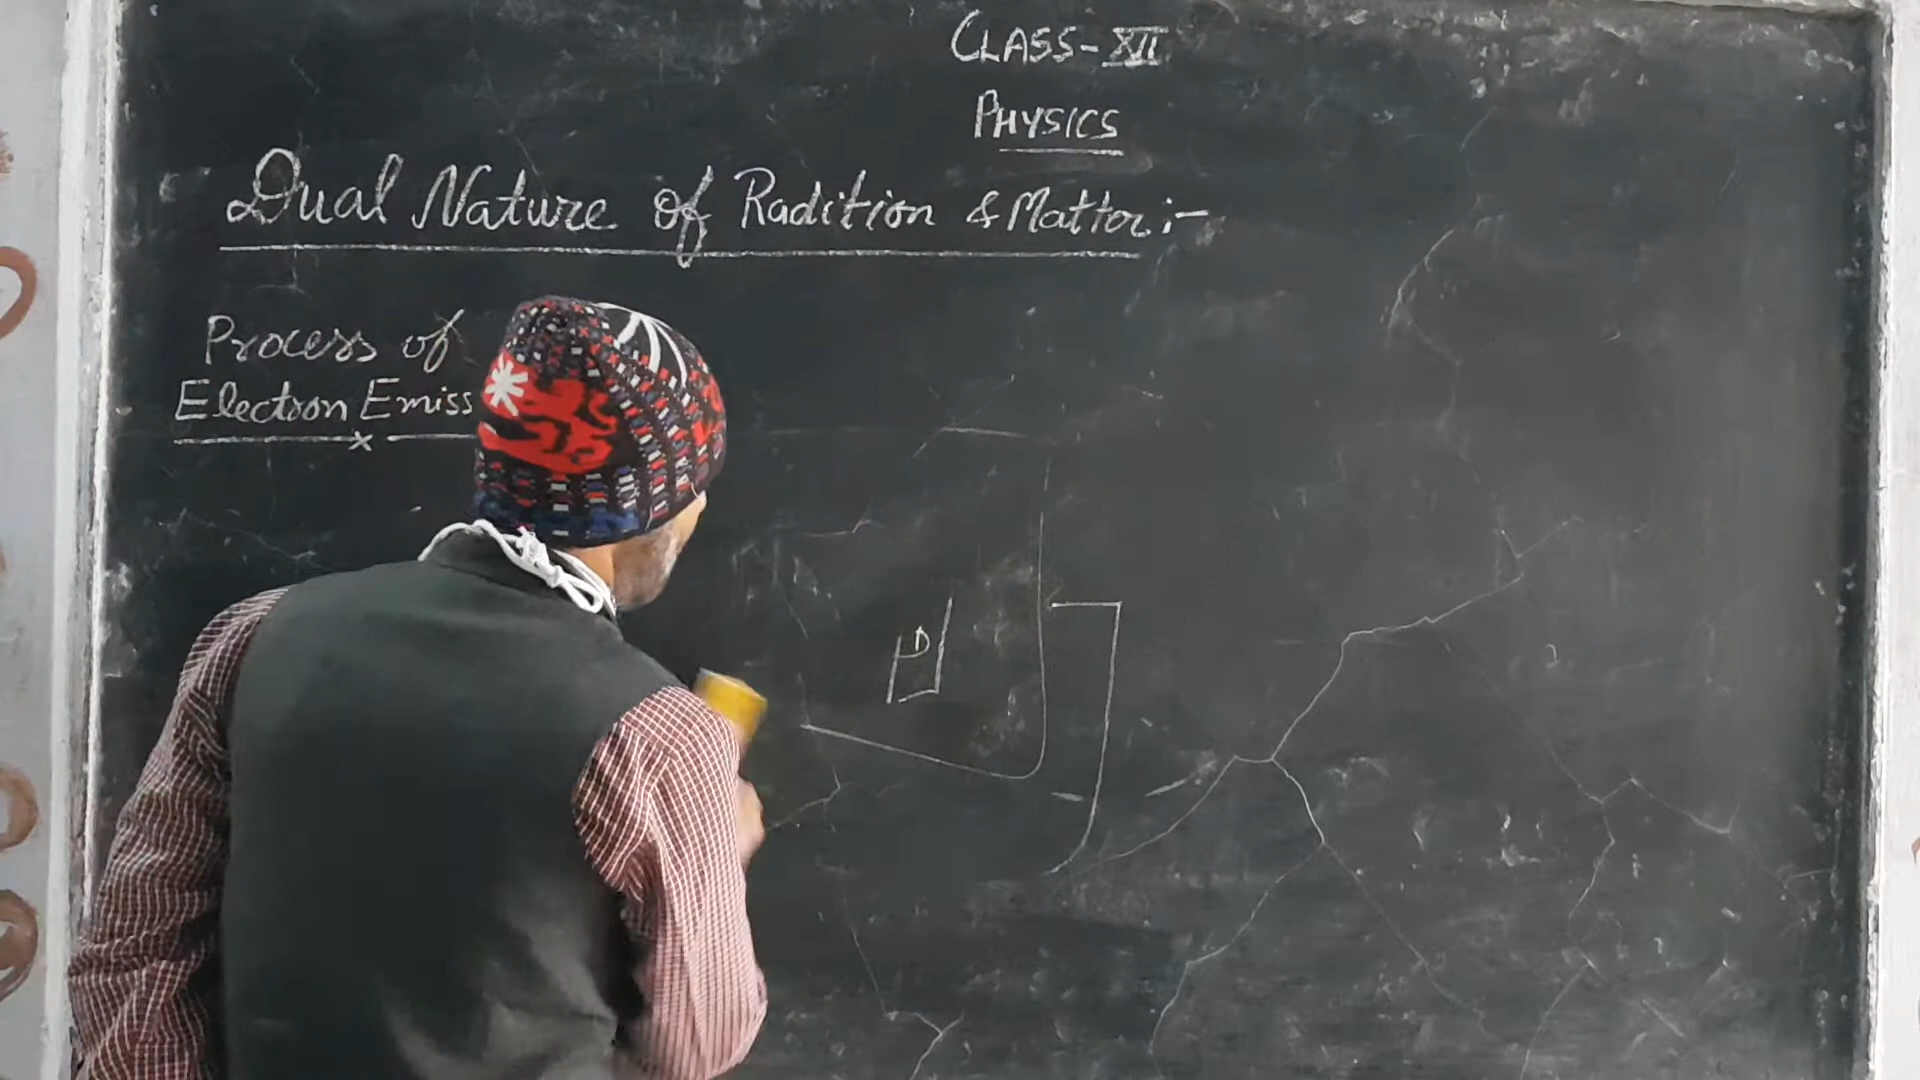 CLASS-XII
PHYSICS
Dual Nature of Radition & Matter:-
Process of
Electron Emiss
D